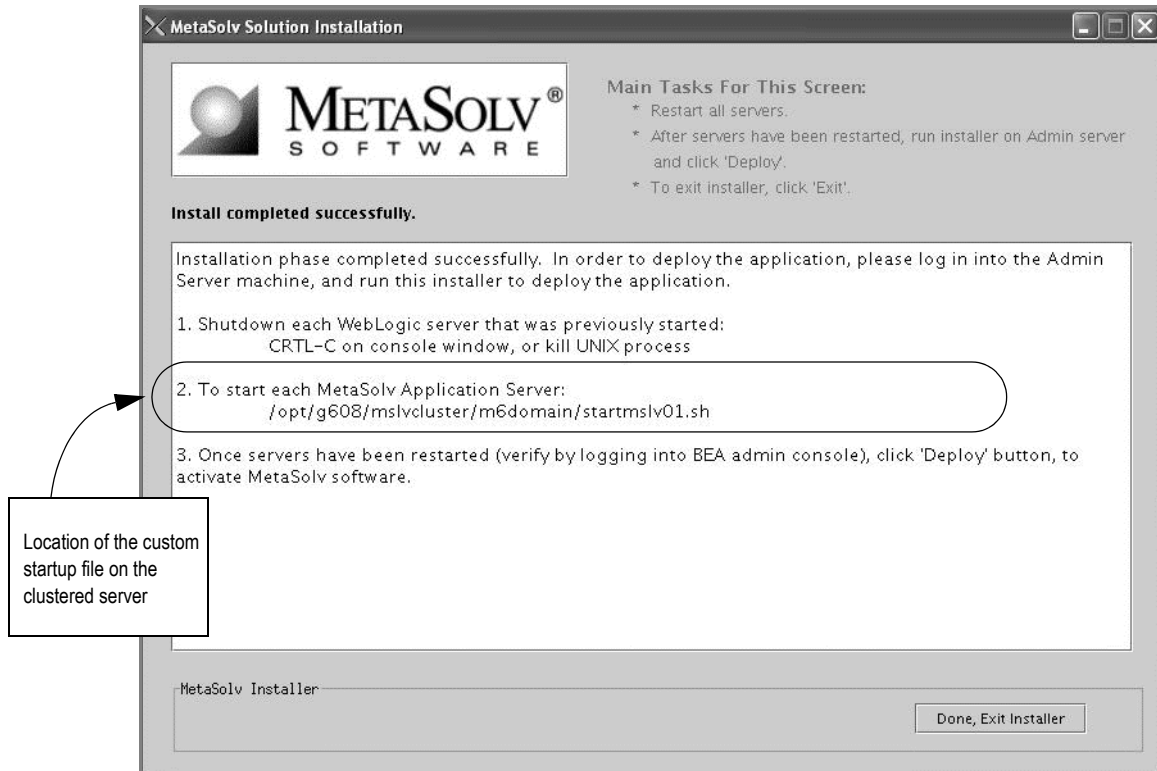 MetaSolv Solution Installation
METASOLV®
SOFTWARE
Main Tasks For This Screen:
* Restart all servers.
* After servers have been restarted, run installer on Admin server
and click 'Deploy'.
* To exit installer, click 'Exit'.
Install completed successfully.
Installation phase completed successfully. In order to deploy the application, please log in into the Admin
Server machine, and run this installer to deploy the application.
1. Shutdown each WebLogic server that was previously started:
CRTL-C on console window, or kill UNIX process
2. To start each MetaSolv Application Server:
/opt/g608/mslvcluster/m6domain/startmslv01.sh
3. Once servers have been restarted (verify by logging into BEA admin console), click 'Deploy' button, to
activate MetaSolv software.
Location of the custom
startup file on the
clustered server
MetaSolv Installer
Done, Exit Installer